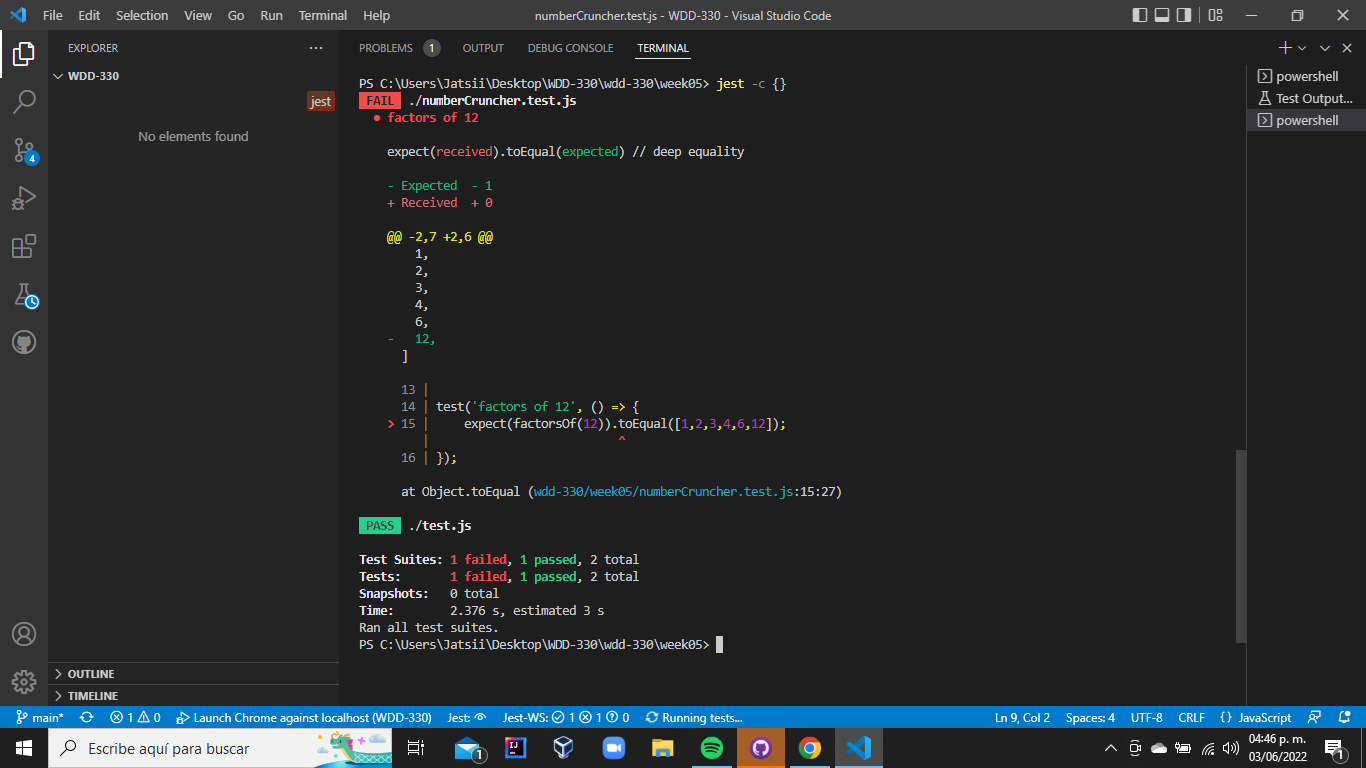 File Edit Selection View Go Run Terminal Help numberCruncher.test.js - WDD-330 - Visual Studio Code
EXPLORER ···
WDD-330
jest
No elements found
OUTLINE
TIMELINE
PROBLEMS 1 OUTPUT DEBUG CONSOLE TERMINAL
PS C:\Users\Jatsii\Desktop\WDD-330\wdd-330\week05> jest -c {}
FAIL ./numberCruncher.test.js
● factors of 12
expect(received).toEqual(expected) // deep equality
- Expected - 1
+ Received + 0
@@ -2,7 +2,6 @@
1,
2,
3,
4,
6,
- 12,
]
13 |
14 | test('factors of 12', () => {
> 15 | expect(factorsOf(12)).toEqual([1,2,3,4,6,12]);
| ^
16 | });
at Object.toEqual (wdd-330/week05/numberCruncher.test.js:15:27)
PASS ./test.js
Test Suites: 1 failed, 1 passed, 2 total
Tests: 1 failed, 1 passed, 2 total
Snapshots: 0 total
Time: 2.376 s, estimated 3 s
Ran all test suites.
PS C:\Users\Jatsii\Desktop\WDD-330\wdd-330\week05>
powershell
Test Output...
powershell
4
main* 1 0 Launch Chrome against localhost (WDD-330) Jest: Jest-WS: 1 1 0 Running tests... Ln 9, Col 2 Spaces: 4 UTF-8 CRLF {} JavaScript
Escribe aquí para buscar 1 04:46 p. m. 1
03/06/2022